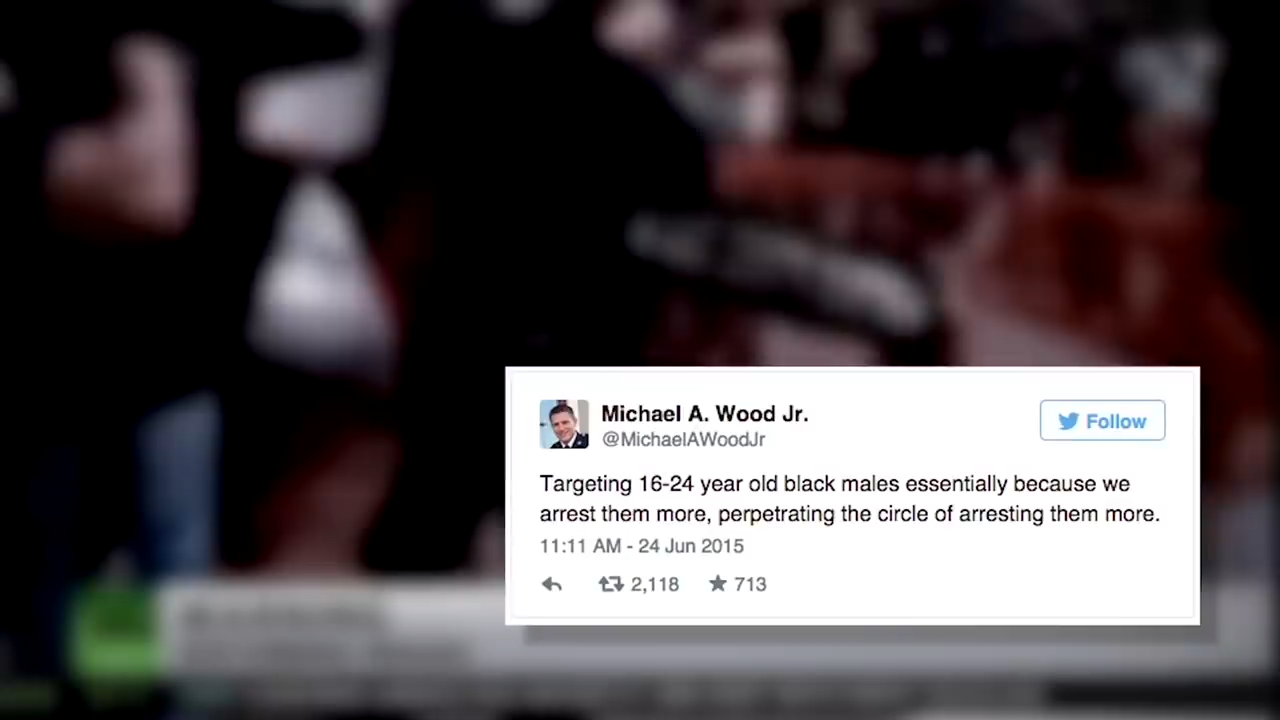 Michael A. Wood Jr.
@MichaelAWoodJr
Follow
Targeting 16-24 year old black males essentially because we
arrest them more, perpetrating the circle of arresting them more.
11:11 AM - 24 Jun 2015
2,118 713